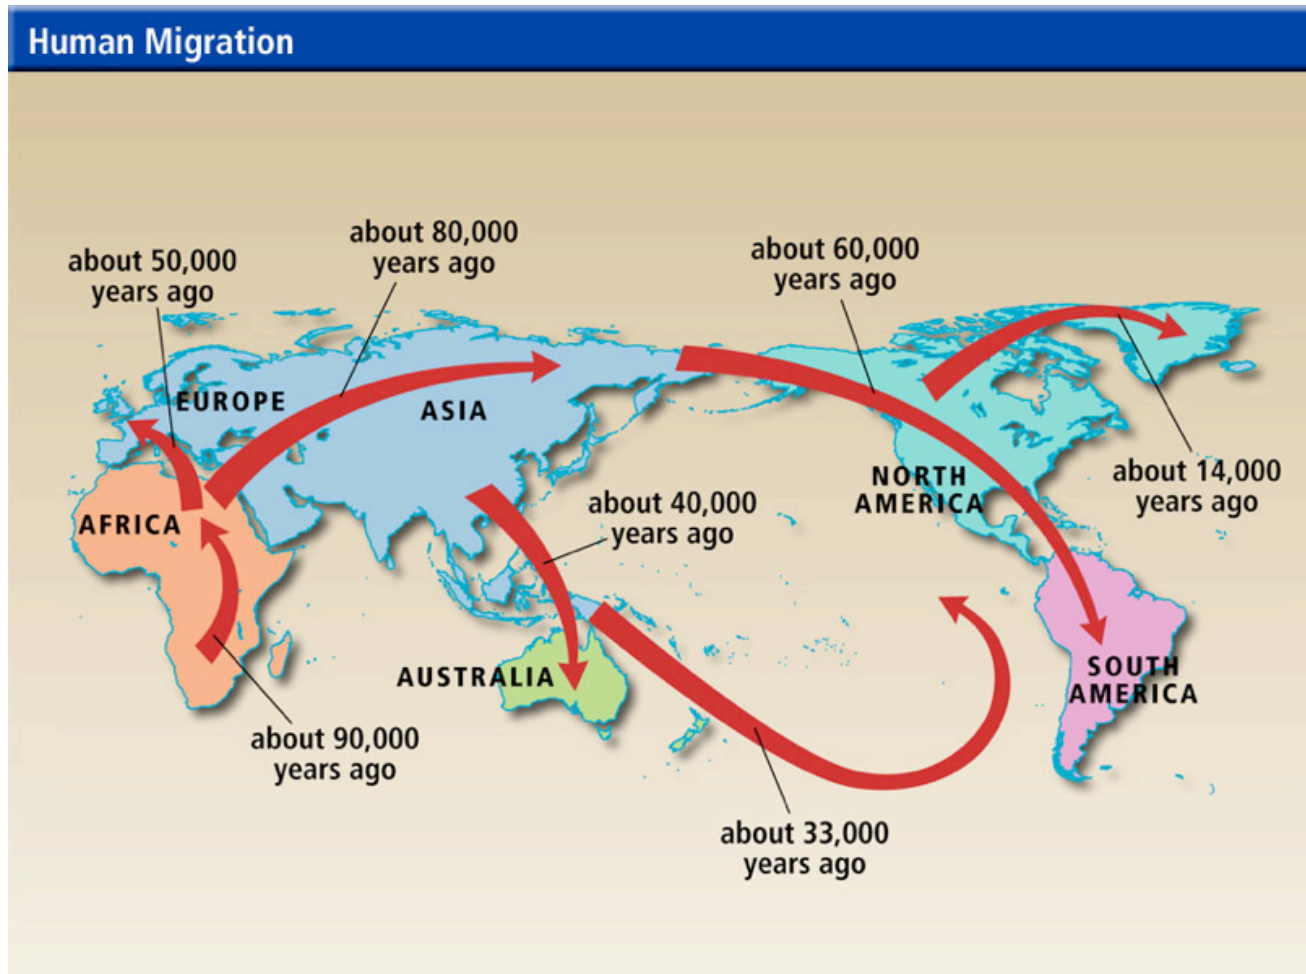 Human Migration
about 80,000
years ago
about 60,000
years ago
about 50,000
years ago
EUROPE
ASIA
NORTH
AMERICA
about 14,000
years ago
about 40,000
years ago
AFRICA
AUSTRALIA
SOUTH
AMERICA
about 90,000
years ago
about 33,000
years ago